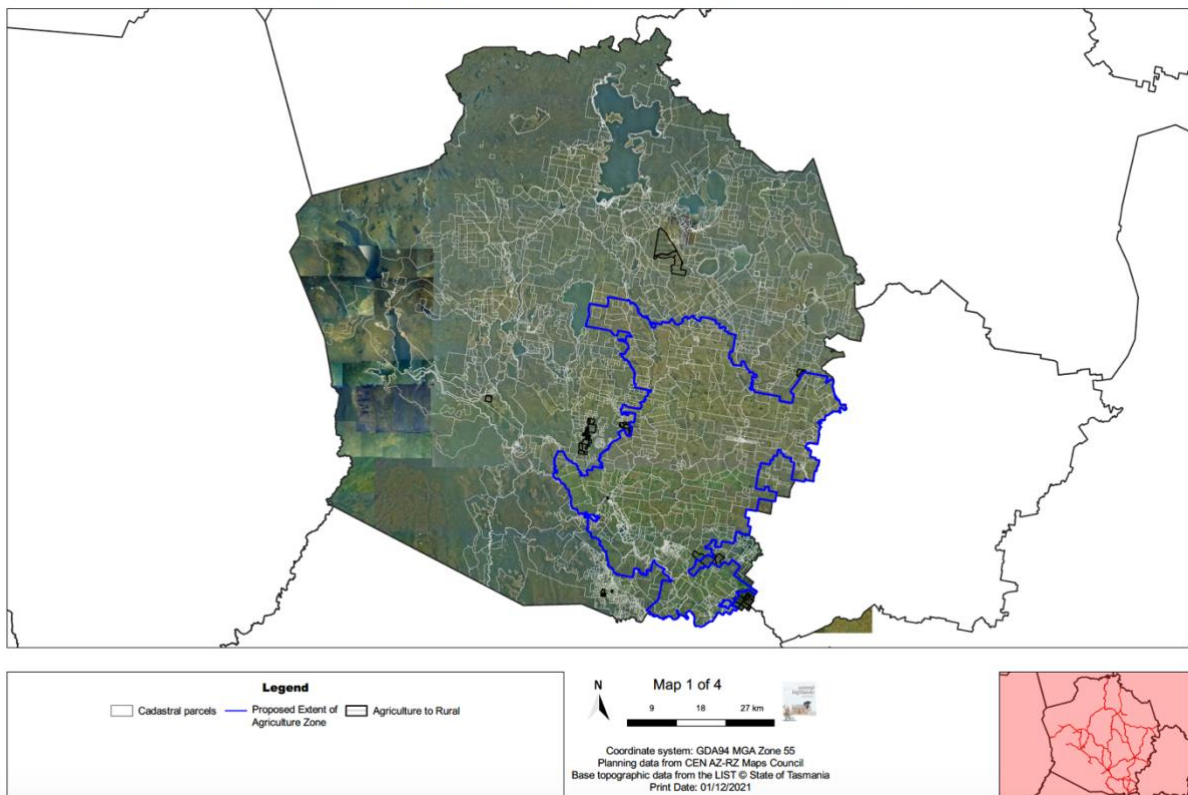 Legend
Cadastral parcels
Proposed Extent of
Agriculture Zone
Agriculture to Rural
N
Map 1 of 4
9 18 27 km
Coordinate system: GDA94 MGA Zone 55
Planning data from CEN AZ-RZ Maps Council
Base topographic data from the LIST © State of Tasmania
Print Date: 01/12/2021
central
highlands